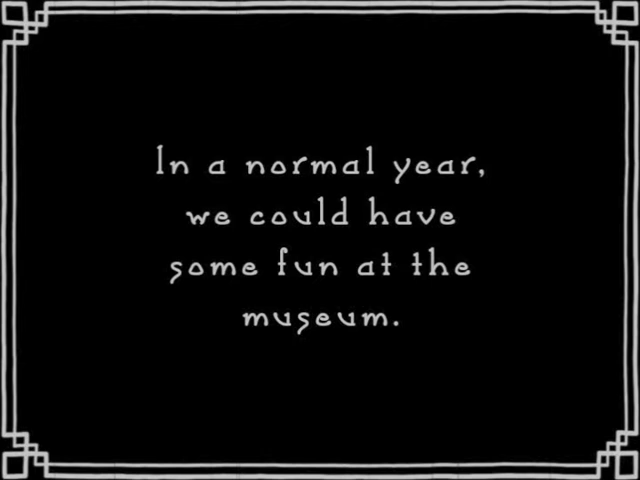 In a normal year,
we could have
some fun at the
museum.